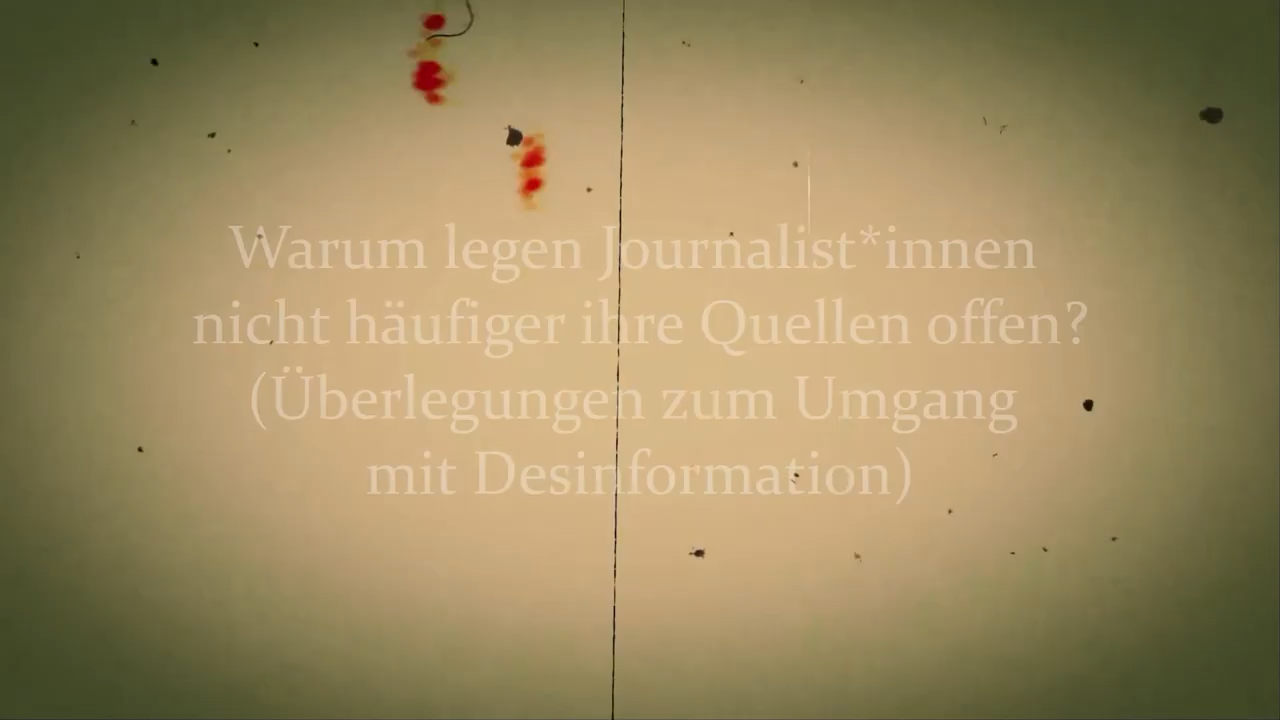 Warum legen Journalist*innen
nicht häufiger ihre Quellen offen?
(Überlegungen zum Umgang
mit Desinformation)